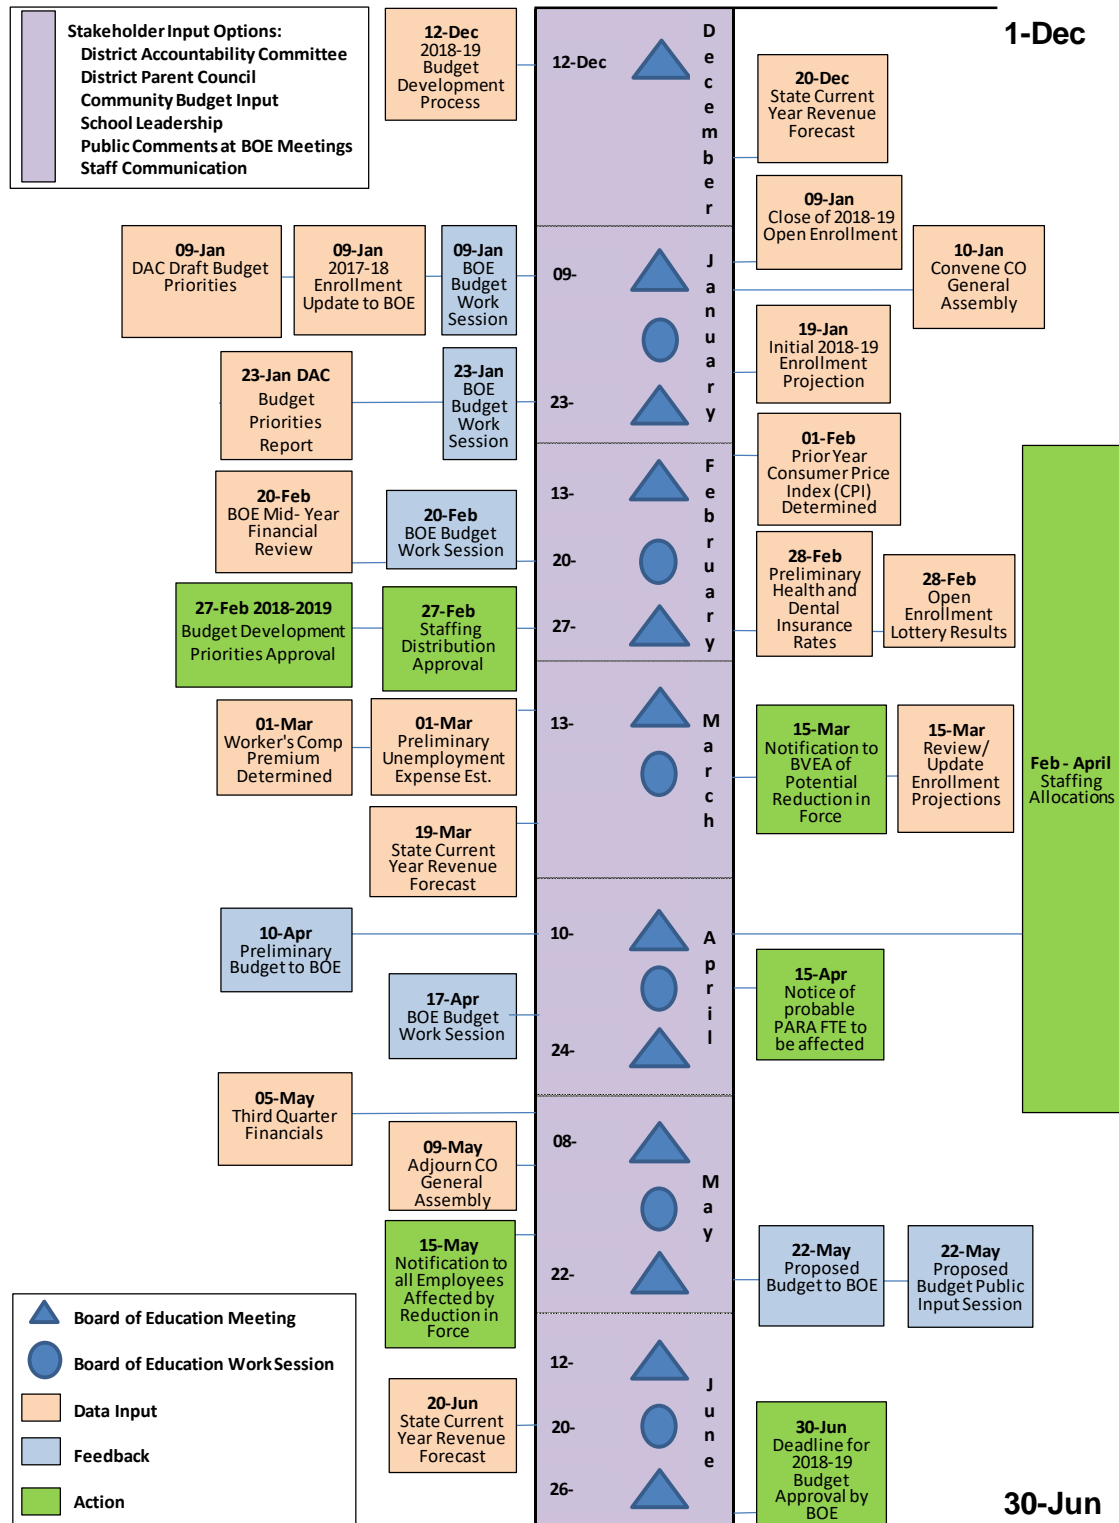 Stakeholder Input Options:
District Accountability Committee
District Parent Council
Community Budget Input
School Leadership
Public Comments at BOE Meetings
Staff Communication
12-Dec
2018-19
Budget
Development
Process
12-Dec
December
1-Dec
20-Dec
State Current
Year Revenue
Forecast
09-Jan
Close of 2018-19
Open Enrollment
10-Jan
Convene CO
General
Assembly
09-Jan
DAC Draft Budget
Priorities
09-Jan
2017-18
Enrollment
Update to BOE
09-Jan
BOE
Budget
Work
Session
09-
January
19-Jan
Initial 2018-19
Enrollment
Projection
23-Jan DAC
Budget
Priorities
Report
23-Jan
BOE
Budget
Work
Session
23-
01-Feb
Prior Year
Consumer Price
Index (CPI)
Determined
20-Feb
BOE Mid- Year
Financial
Review
20-Feb
BOE Budget
Work Session
13-
20-
27-
February
28-Feb
Preliminary
Health and
Dental
Insurance
Rates
28-Feb
Open
Enrollment
Lottery Results
27-Feb 2018-2019
Budget Development
Priorities Approval
27-Feb
Staffing
Distribution
Approval
01-Mar
Worker's Comp
Premium
Determined
01-Mar
Preliminary
Unemployment
Expense Est.
13-
March
15-Mar
Notification to
BVEA of
Potential
Reduction in
Force
15-Mar
Review/
Update
Enrollment
Projections
Feb - April
Staffing
Allocations
19-Mar
State Current
Year Revenue
Forecast
10-Apr
Preliminary
Budget to BOE
10-
April
17-Apr
BOE Budget
Work Session
24-
15-Apr
Notice of
probable
PARA FTE to
be affected
05-May
Third Quarter
Financials
09-May
Adjourn CO
General
Assembly
08-
May
15-May
Notification to
all Employees
Affected by
Reduction in
Force
22-
22-May
Proposed
Budget to BOE
22-May
Proposed
Budget Public
Input Session
Board of Education Meeting
Board of Education Work Session
Data Input
Feedback
Action
20-Jun
State Current
Year Revenue
Forecast
12-
20-
26-
June
30-Jun
Deadline for
2018-19
Budget
Approval by
BOE
30-Jun